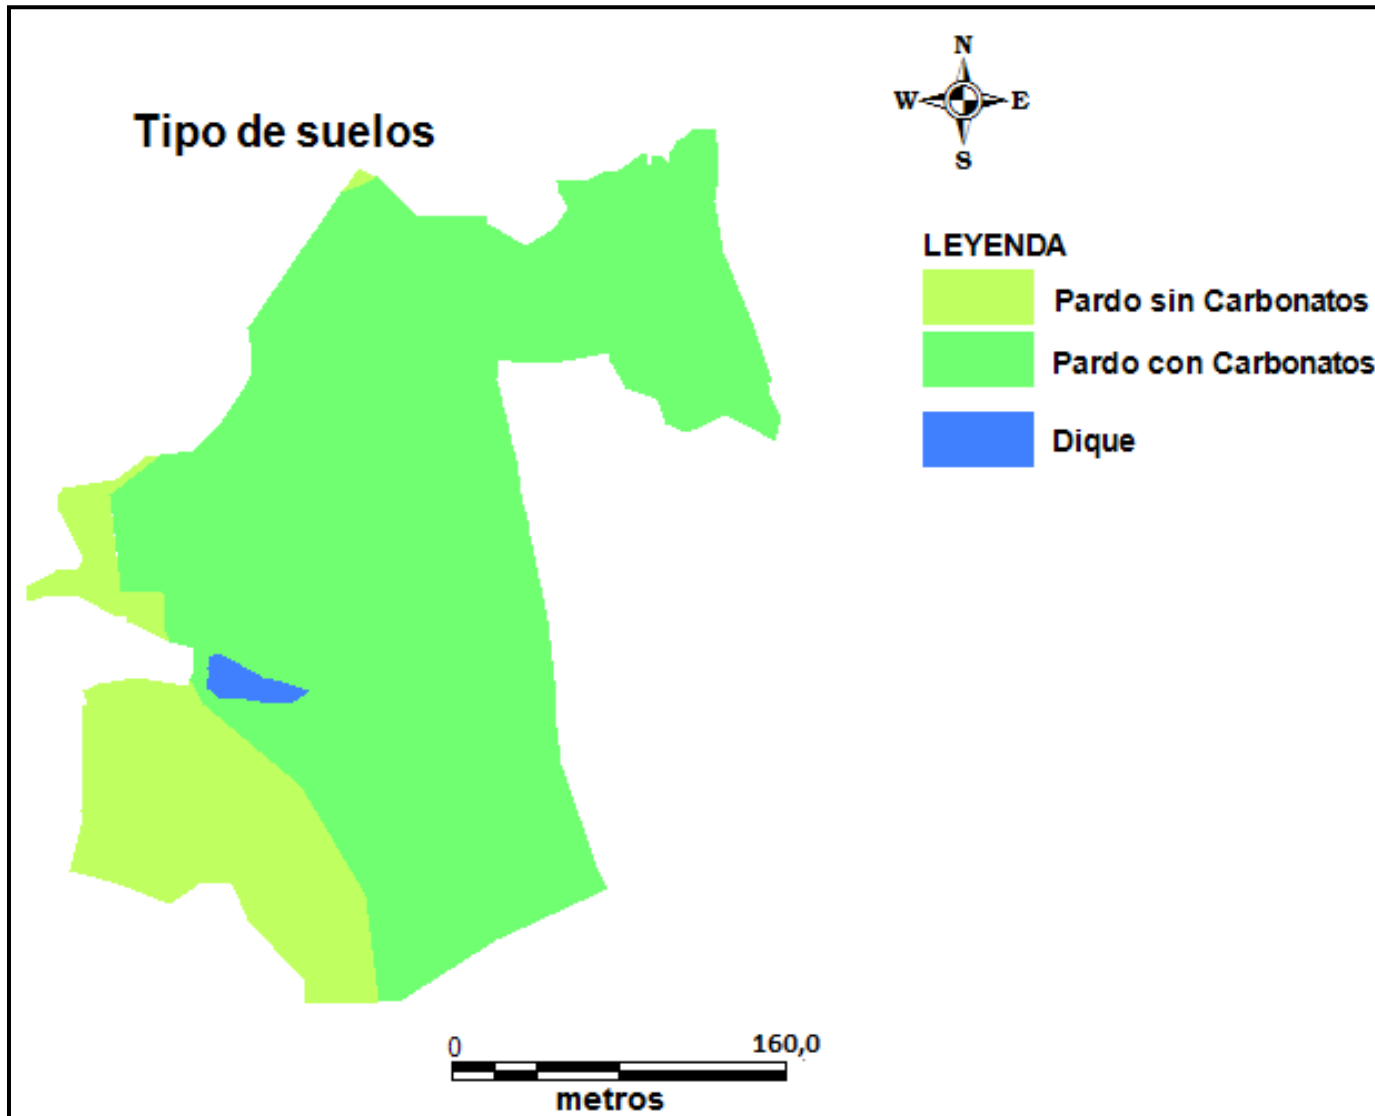 N
W E
S
Tipo de suelos
LEYENDA
Pardo sin Carbonatos
Pardo con Carbonatos
Dique
0 160,0
metros